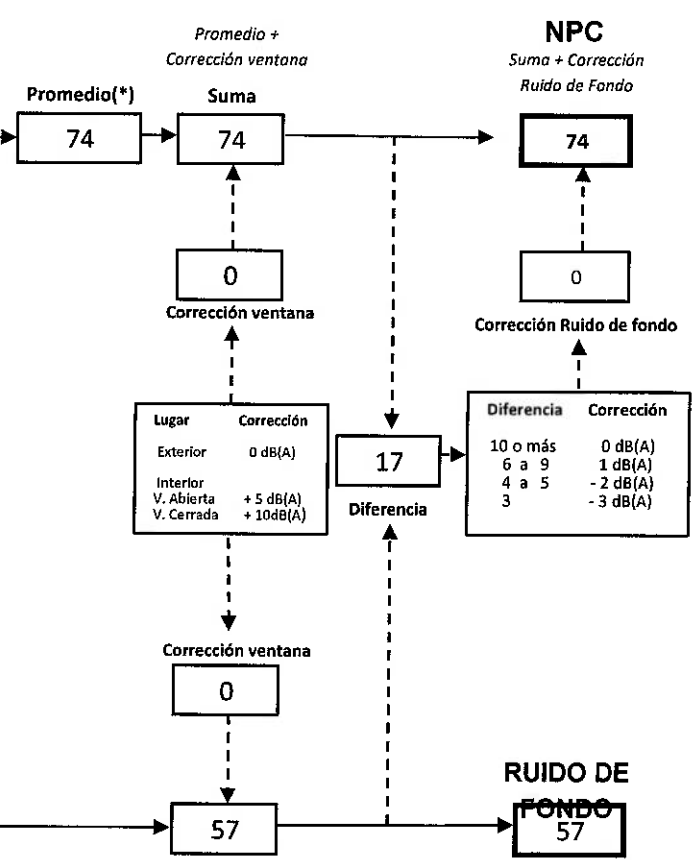 Promedio +
Corrección ventana
NPC
Suma + Corrección
Ruido de Fondo
Promedio(*)
Suma
74
74
74
0
0
Corrección ventana
Corrección Ruido de fondo
Lugar Corrección
Exterior 0 dB(A)
Interior
V. Abierta + 5 dB(A)
V. Cerrada + 10dB(A)
17
Diferencia
Diferencia Corrección
10 o más 0 dB(A)
6 a 9 1 dB(A)
4 a 5 - 2 dB(A)
3 - 3 dB(A)
Corrección ventana
0
RUIDO DE
FONDO
57
57